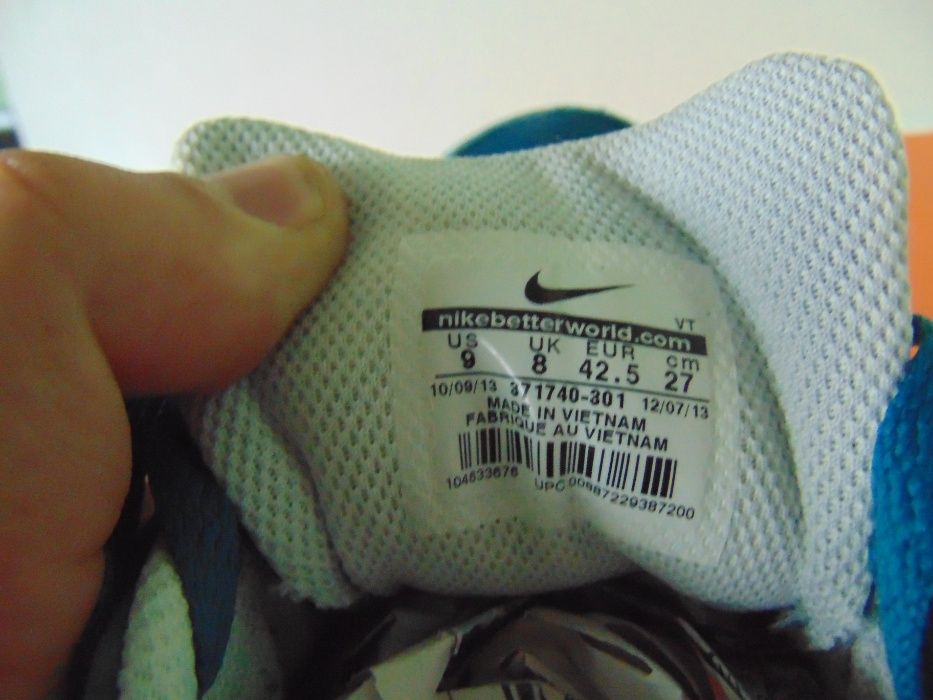 nikebetterworld.com VT
US UK EUR cm
9 8 42.5 27
10/09/13 371740-301 12/07/13
MADE IN VIETNAM
FABRIQUE AU VIETNAM
104633676 UPC 00887229387200